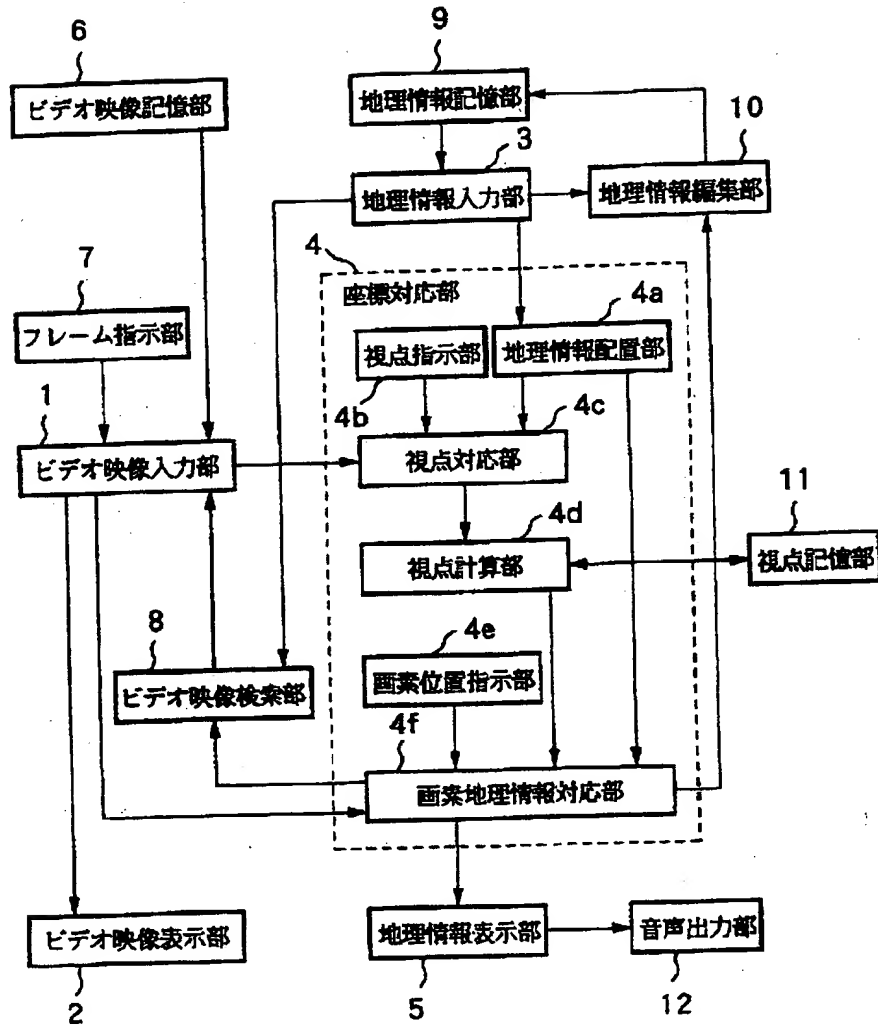 6
ビデオ映像記憶部
9
地理情報記憶部
3
地理情報入力部
10
地理情報編集部
7
フレーム指示部
4
座標対応部
4a
地理情報配置部
視点指示部
4b
4c
視点対応部
1
ビデオ映像入力部
4d
視点計算部
11
視点記憶部
8
ビデオ映像検索部
4e
画素位置指示部
4f
画素地理情報対応部
ビデオ映像表示部
2
地理情報表示部
5
音声出力部
12